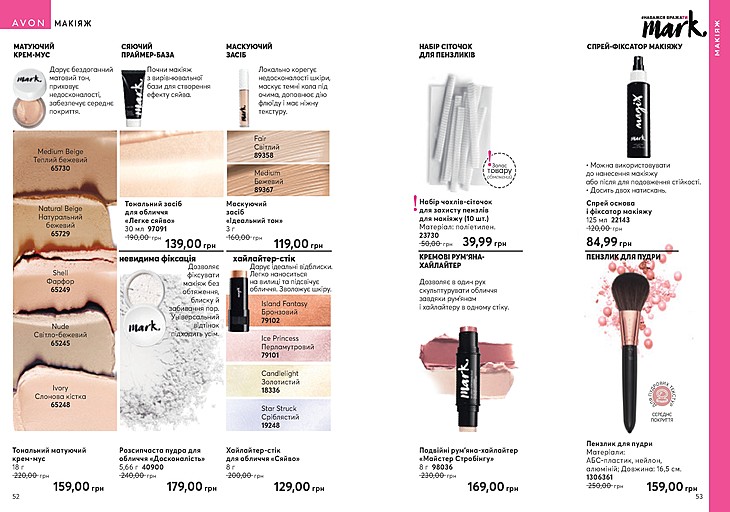 AVON МАКІЯЖ
МАТУЮЧИЙ
КРЕМ-МУС
mark.
Дарує бездоганний
матовий тон,
приховує
недосконалості,
забезпечує середнє
покриття.
Medium Beige
Теплий бежевий
65730
Natural Beige
Натуральний
бежевий
65729
Shell
Фарфор
65249
Nude
Світло-бежевий
65245
Ivory
Слонова кістка
65248
Тональний матуючий
крем-мус
18 г
220,00 грн
159,00 грн
52
СЯЮЧИЙ
ПРАЙМЕР-БАЗА
mark.
Почни макіяж
з вирівнювальної
бази для створення
ефекту сяйва.
Тональний засіб
для обличчя
«Легке сяйво»
30 мл 97091
190,00 грн
139,00 грн
невидима фіксація
Дозволяє
фіксувати
макіяж без
обтяження,
блиску й
забивання пор.
Універсальний
відтінок
підходить усім.
mark.
Розсипчаста пудра для
обличчя «Досконалість»
5,66 г 40900
240,00 грн
179,00 грн
МАСКУЮЧИЙ
ЗАСІБ
mark.
Локально корегує
недосконалості шкіри,
маскує темні кола під
очима, доповнює дію
флюїду і має ніжну
текстуру.
Fair
Світлий
89358
Medium
Бежевий
89367
Маскуючий
засіб
«Ідеальний тон»
3 г
160,00 грн
119,00 грн
хайлайтер-стік
Дарує ідеальні відблиски.
Легко наноситься
на вилиці та підсвічує
обличчя. Зволожує шкіру.
Island Fantasy
Бронзовий
79102
Ice Princess
Перламутровий
79101
Candlelight
Золотистий
18336
Star Struck
Сріблястий
19248
Хайлайтер-стік
для обличчя «Сяйво»
8 г
200,00 грн
129,00 грн
#НАВАЖСЯ ВРАЖАТИ
mark.
МАКІЯЖ
НАБІР СІТОЧОК
ДЛЯ ПЕНЗЛИКІВ
Запас
товару
обмежений
! Набір чохлів-сіточок
для захисту пензлів
для макіяжу (10 шт.)
Матеріал: поліетилен.
23730
50,00 грн
39,99 грн
КРЕМОВІ РУМ'ЯНА-
ХАЙЛАЙТЕР
Дозволяє в один рух
скульптурувати обличчя
завдяки рум'янам
і хайлайтеру в одному стіку.
mark.
Подвійні рум'яна-хайлайтер
«Майстер Стробінгу»
8 г 98036
230,00 грн
169,00 грн
СПРЕЙ-ФІКСАТОР МАКІЯЖУ
magix
mark.
• Можна використовувати
до нанесення макіяжу
або після для подовження стійкості.
• Досить двох натискань.
Спрей основа
і фіксатор макіяжу
125 мл 22143
120,00 грн
84,99 грн
ПЕНЗЛИК ДЛЯ ПУДРИ
СЕРЕДНЄ
ПОКРИТТЯ
Пензлик для пудри
Матеріали:
АБС-пластик, нейлон,
алюміній; Довжина: 16,5 см.
1306361
250,00 грн
159,00 грн
53